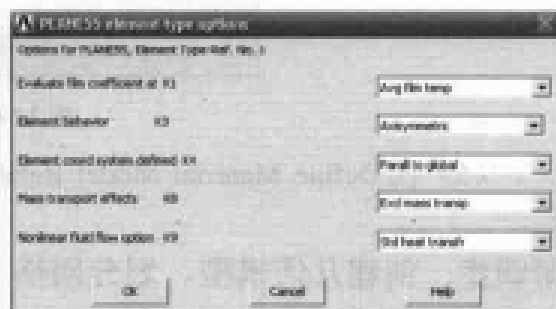 PLANE55 element type options
Options for PLANE55, Element Type Ref. No. 1
Evaluate film coefficient at K1 Avg film temp
Element behavior K3 Axisymmetric
Element coord system defined K4 Parall to global
Mass transport effects K8 Excl mass transp
Nonlinear fluid flow option K9 Std heat transfr
OK Cancel Help